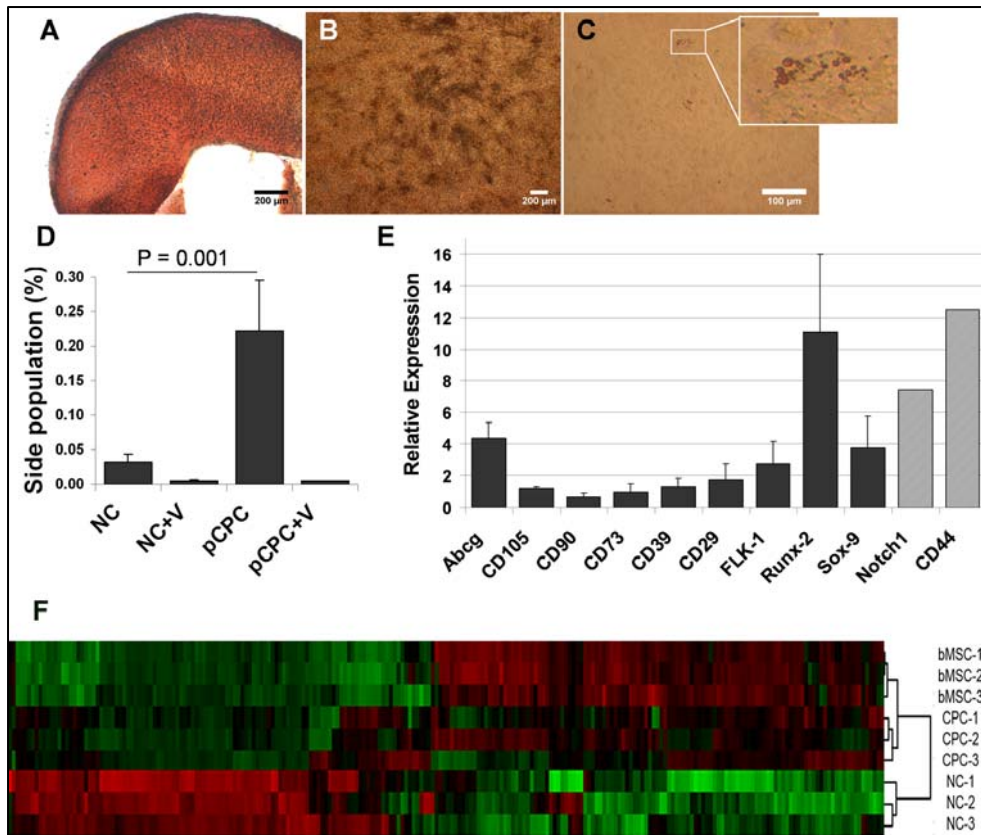 A
B
C
200 µm
200 µm
100 µm
D
P = 0.001
Side population (%)
0.30
0.25
0.20
0.15
0.10
0.05
0.00
NC
NC+V
pCPC
pCPC+V
E
Relative Expresssion
16
14
12
10
8
6
4
2
0
Abcg
CD105
CD90
CD73
CD39
CD29
FLK-1
Runx-2
Sox-9
Notch1
CD44
F
bMSC-1
bMSC-2
bMSC-3
CPC-1
CPC-2
CPC-3
NC-1
NC-2
NC-3